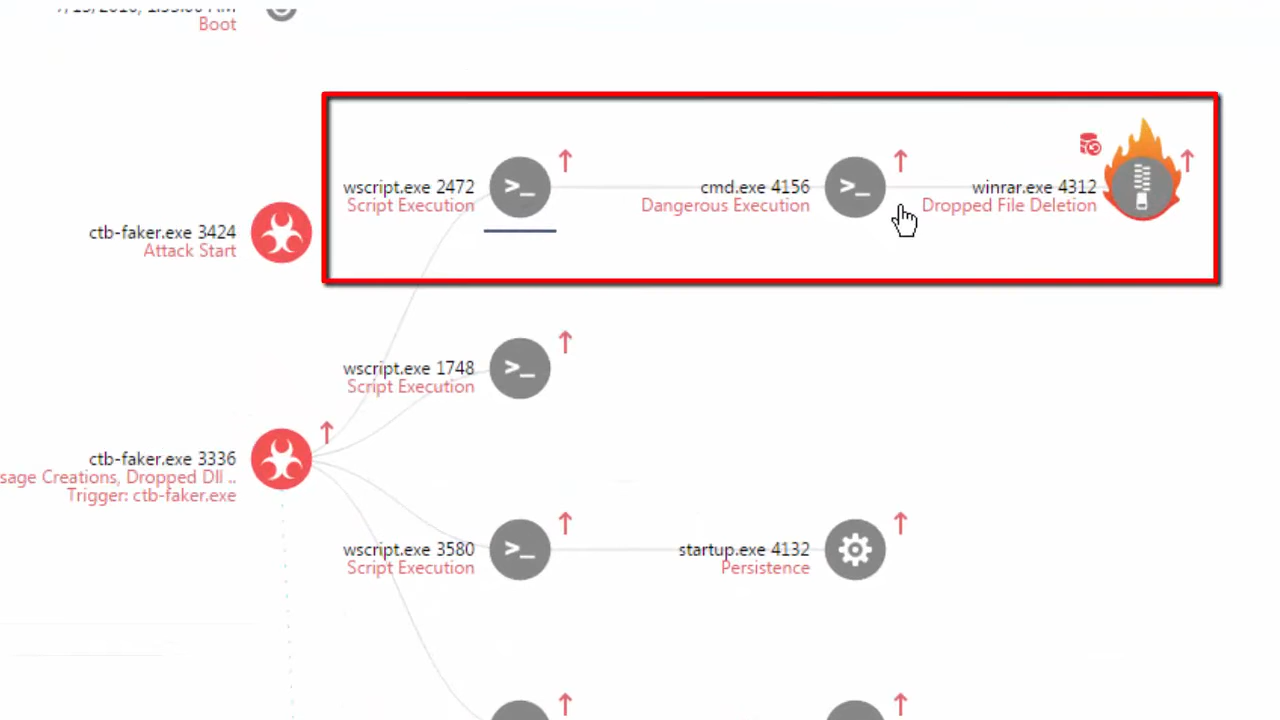 Boot
wscript.exe 2472
Script Execution
cmd.exe 4156
Dangerous Execution
winrar.exe 4312
Dropped File Deletion
ctb-faker.exe 3424
Attack Start
wscript.exe 1748
Script Execution
ctb-faker.exe 3336
sage Creations, Dropped Dll ..
Trigger: ctb-faker.exe
wscript.exe 3580
Script Execution
startup.exe 4132
Persistence